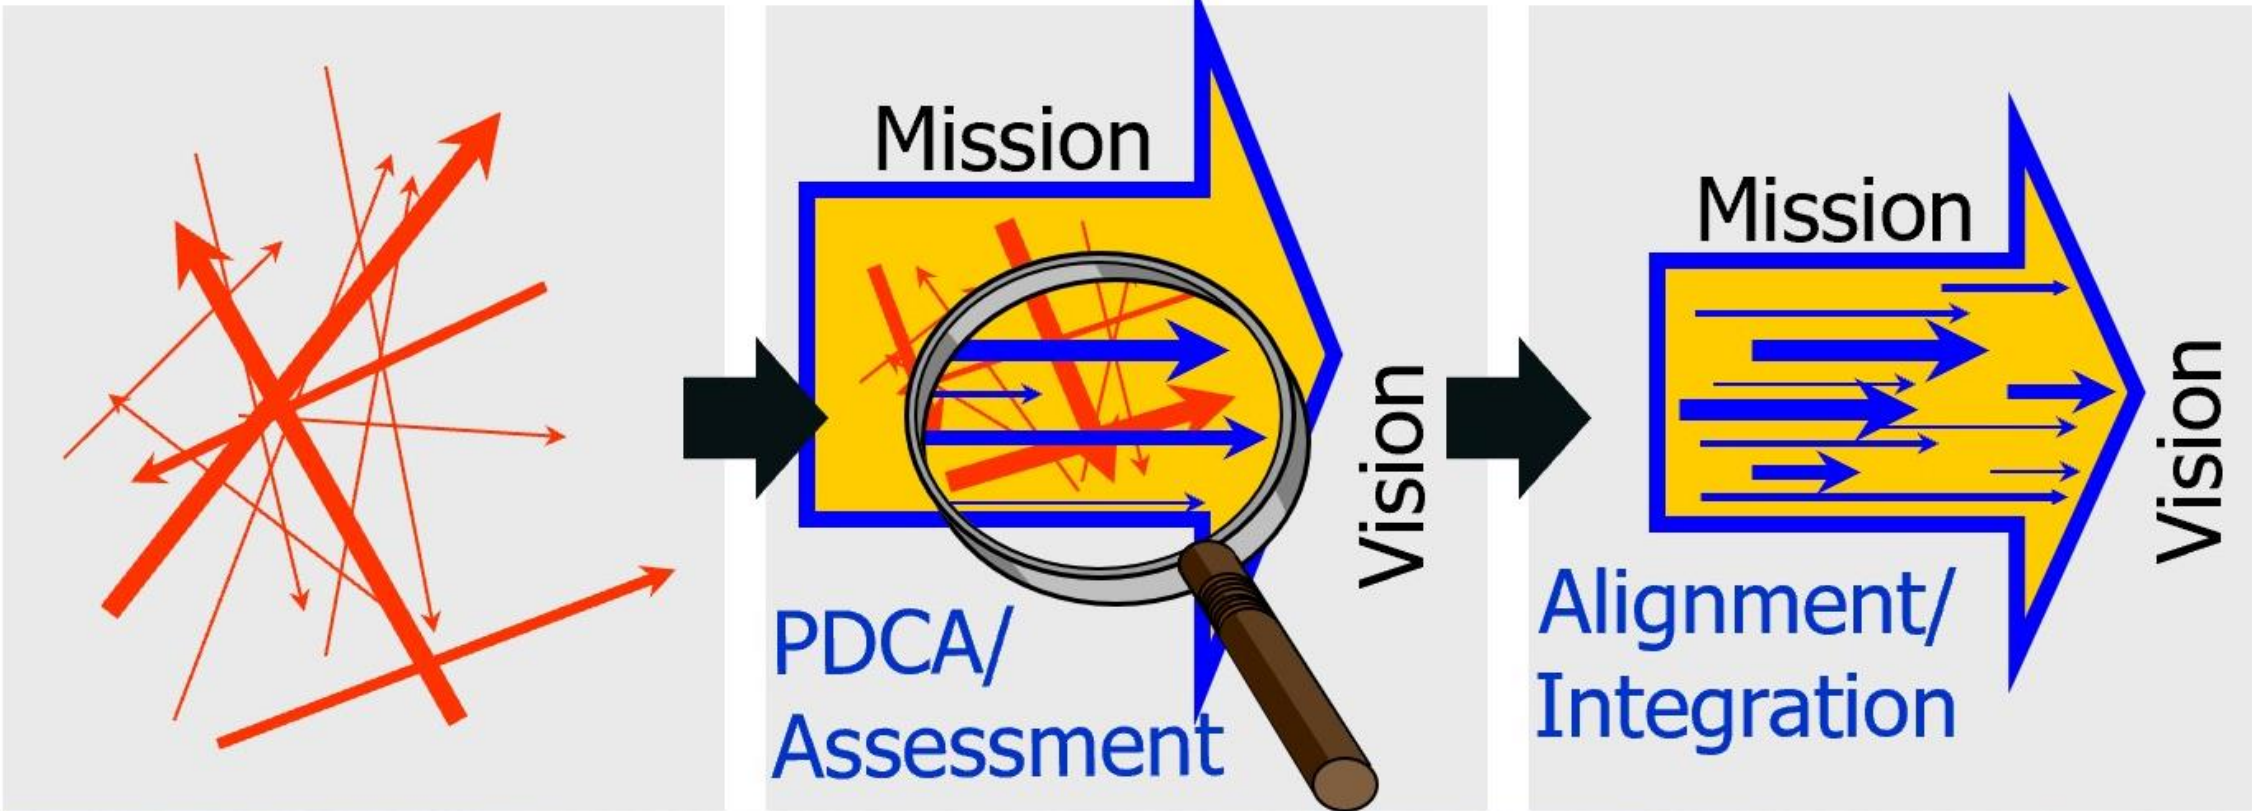 Mission
Vision
PDCA/
Assessment
Mission
Vision
Alignment/
Integration